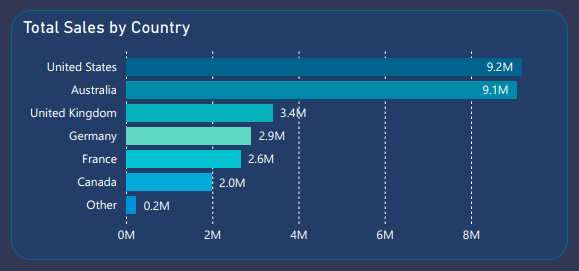 Total Sales by Country
United States 9.2M
Australia 9.1M
United Kingdom 3.4M
Germany 2.9M
France 2.6M
Canada 2.0M
Other 0.2M
0M 2M 4M 6M 8M